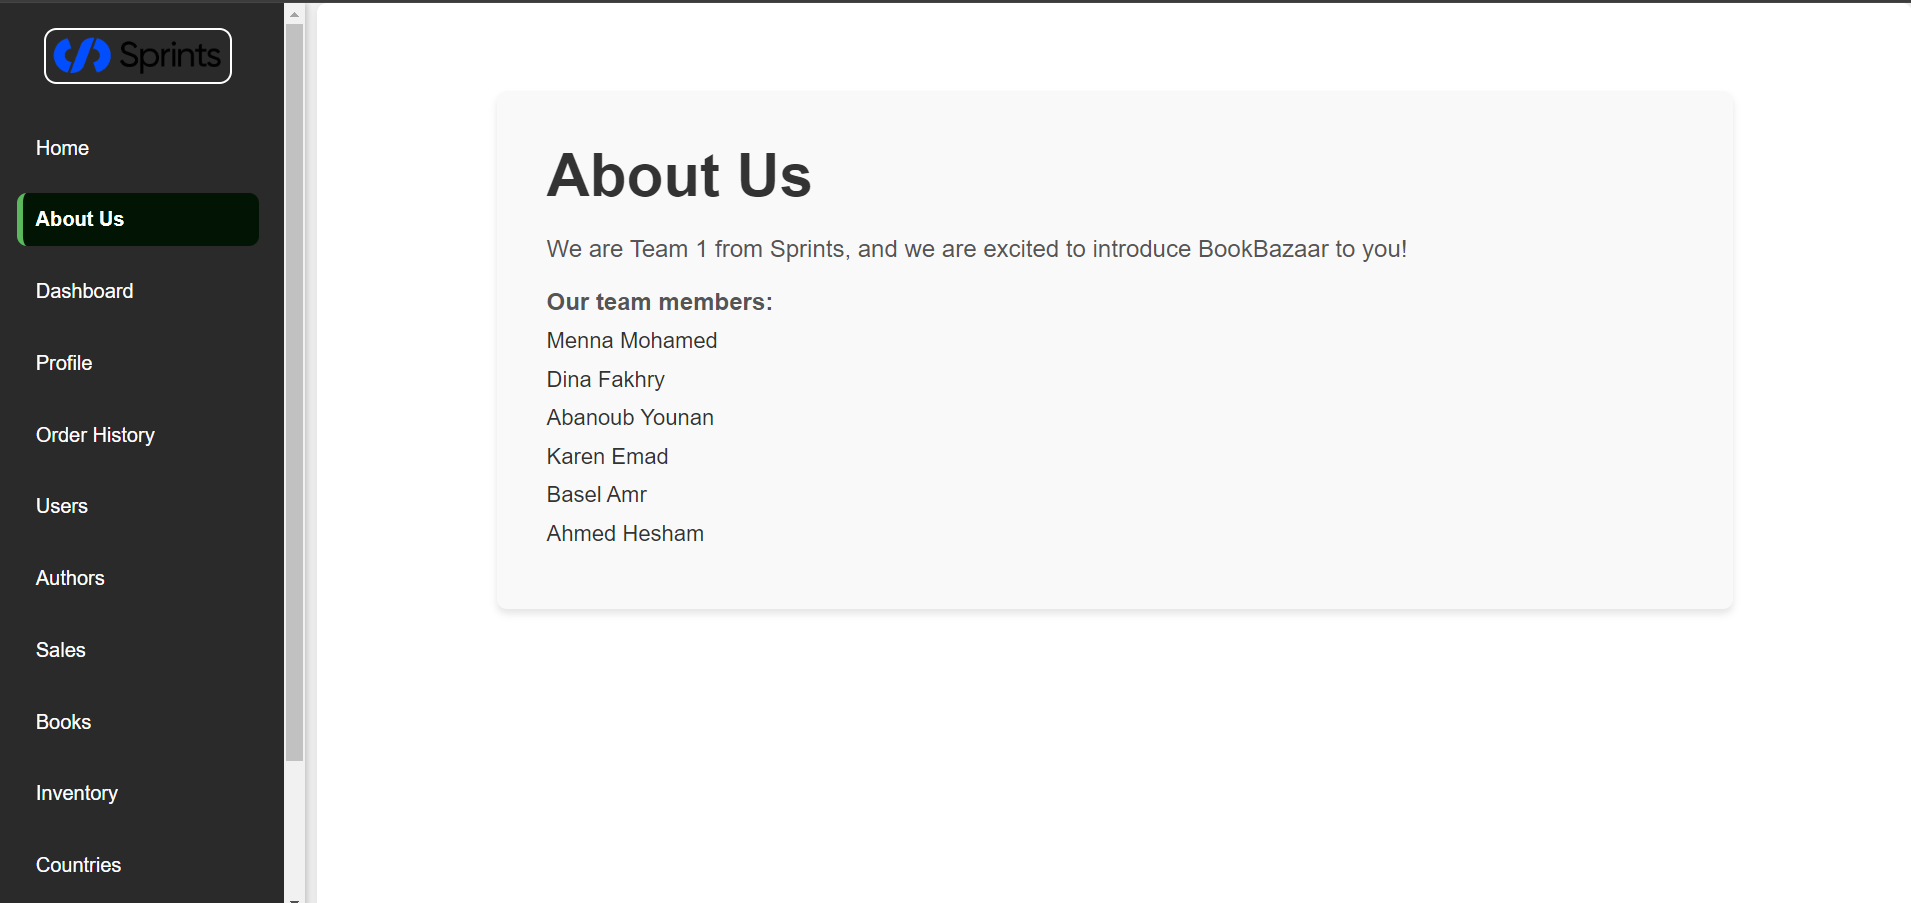 Sprints
Home
About Us
Dashboard
Profile
Order History
Users
Authors
Sales
Books
Inventory
Countries
About Us
We are Team 1 from Sprints, and we are excited to introduce BookBazaar to you!
Our team members:
Menna Mohamed
Dina Fakhry
Abanoub Younan
Karen Emad
Basel Amr
Ahmed Hesham